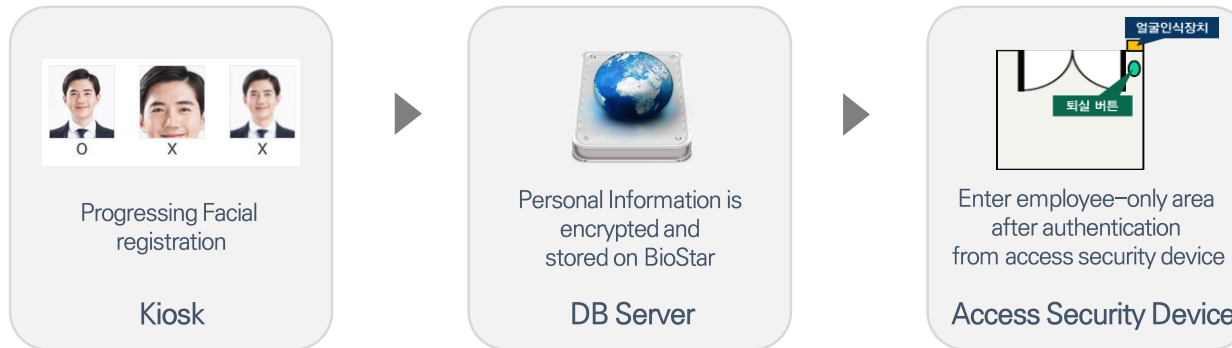 O X X
Progressing Facial
registration
Kiosk
Personal Information is
encrypted and
stored on BioStar
DB Server
얼굴인식장치
퇴실 버튼
Enter employee-only area
after authentication
from access security device
Access Security Device